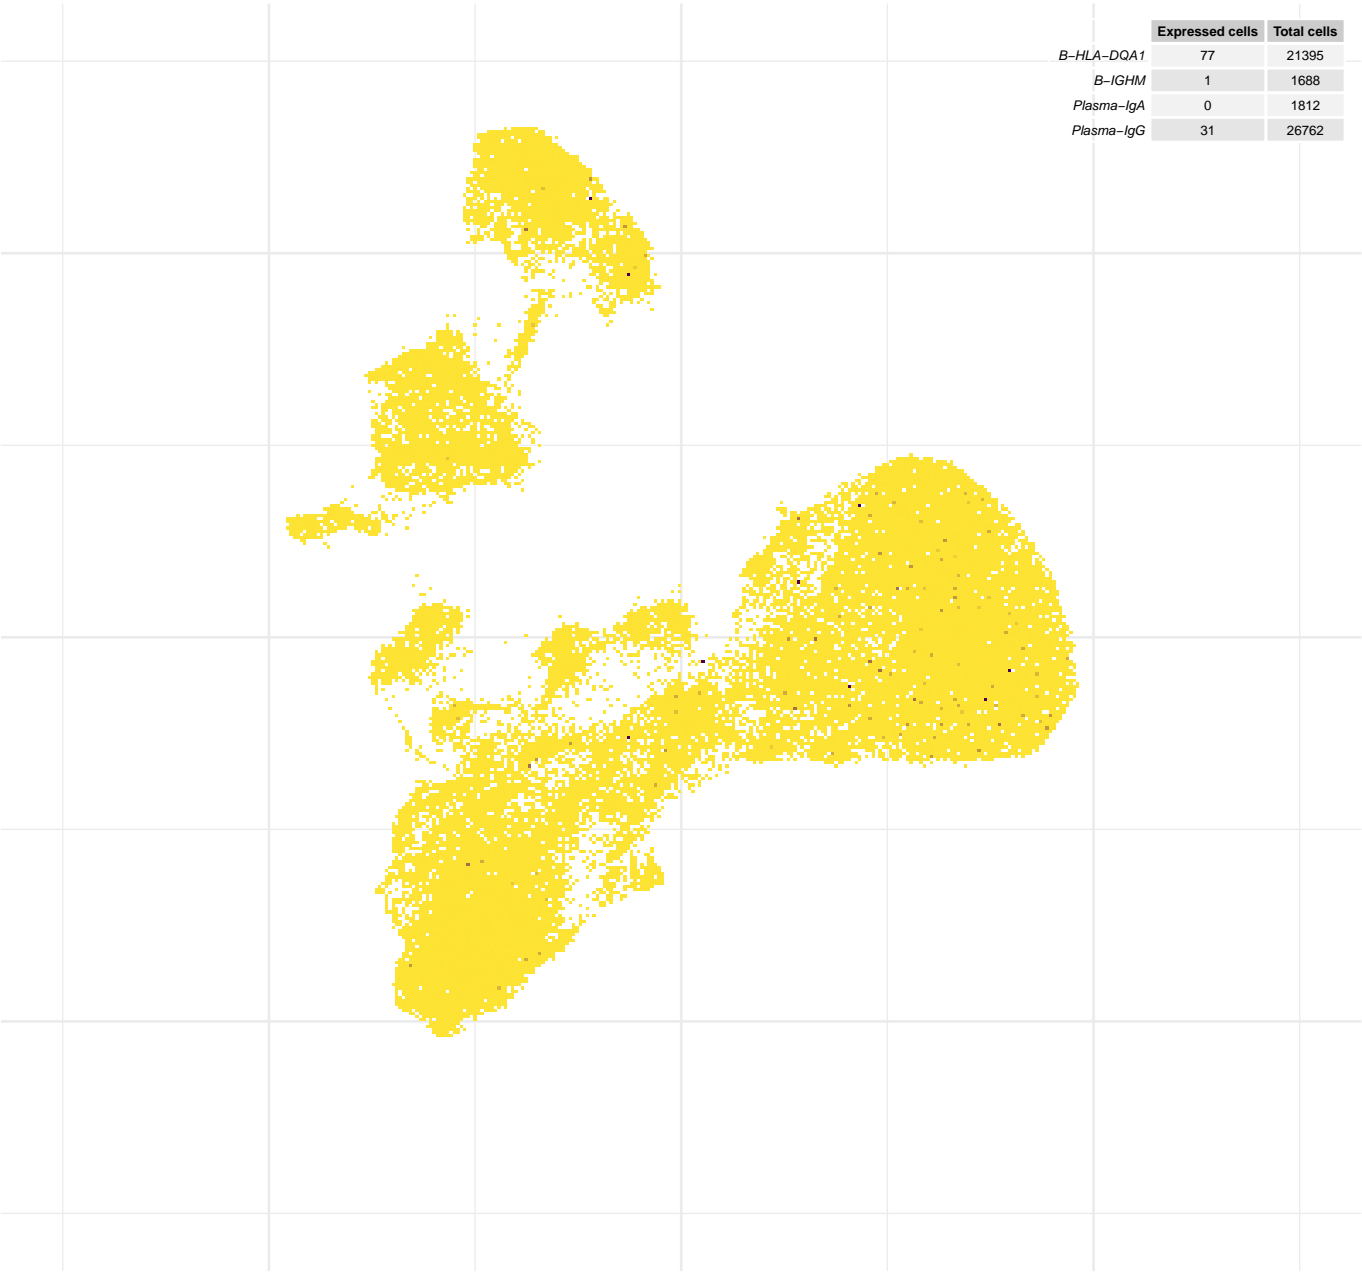 Expressed cells Total cells
B−HLA−DQA1 77 21395
B−IGHM 1 1688
Plasma−IgA 0 1812
Plasma−IgG 31 26762